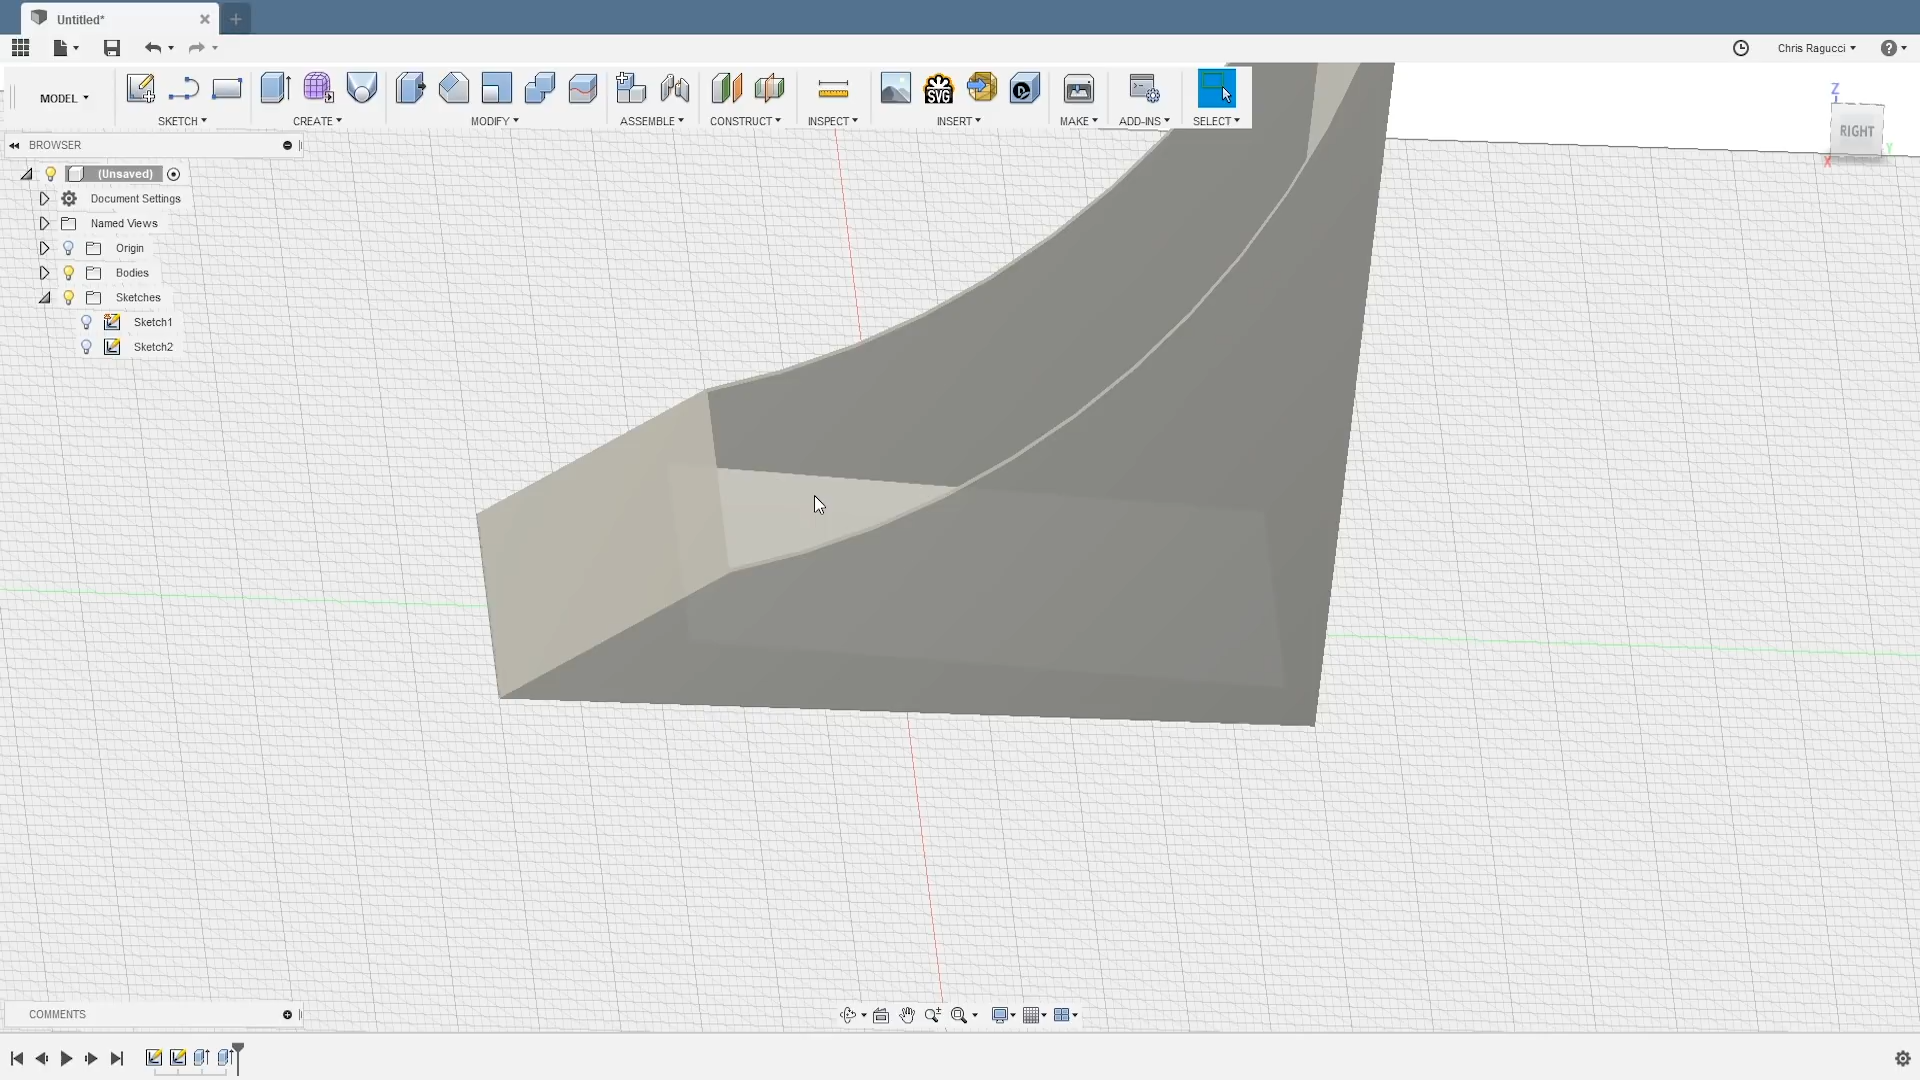 Untitled*
Chris Ragucci
?
MODEL
SVG
SKETCH
CREATE
MODIFY
ASSEMBLE
CONSTRUCT
INSPECT
INSERT
MAKE
ADD-INS
SELECT
Z
RIGHT
X
Y
BROWSER
(Unsaved)
Document Settings
Named Views
Origin
Bodies
Sketches
Sketch1
Sketch2
COMMENTS